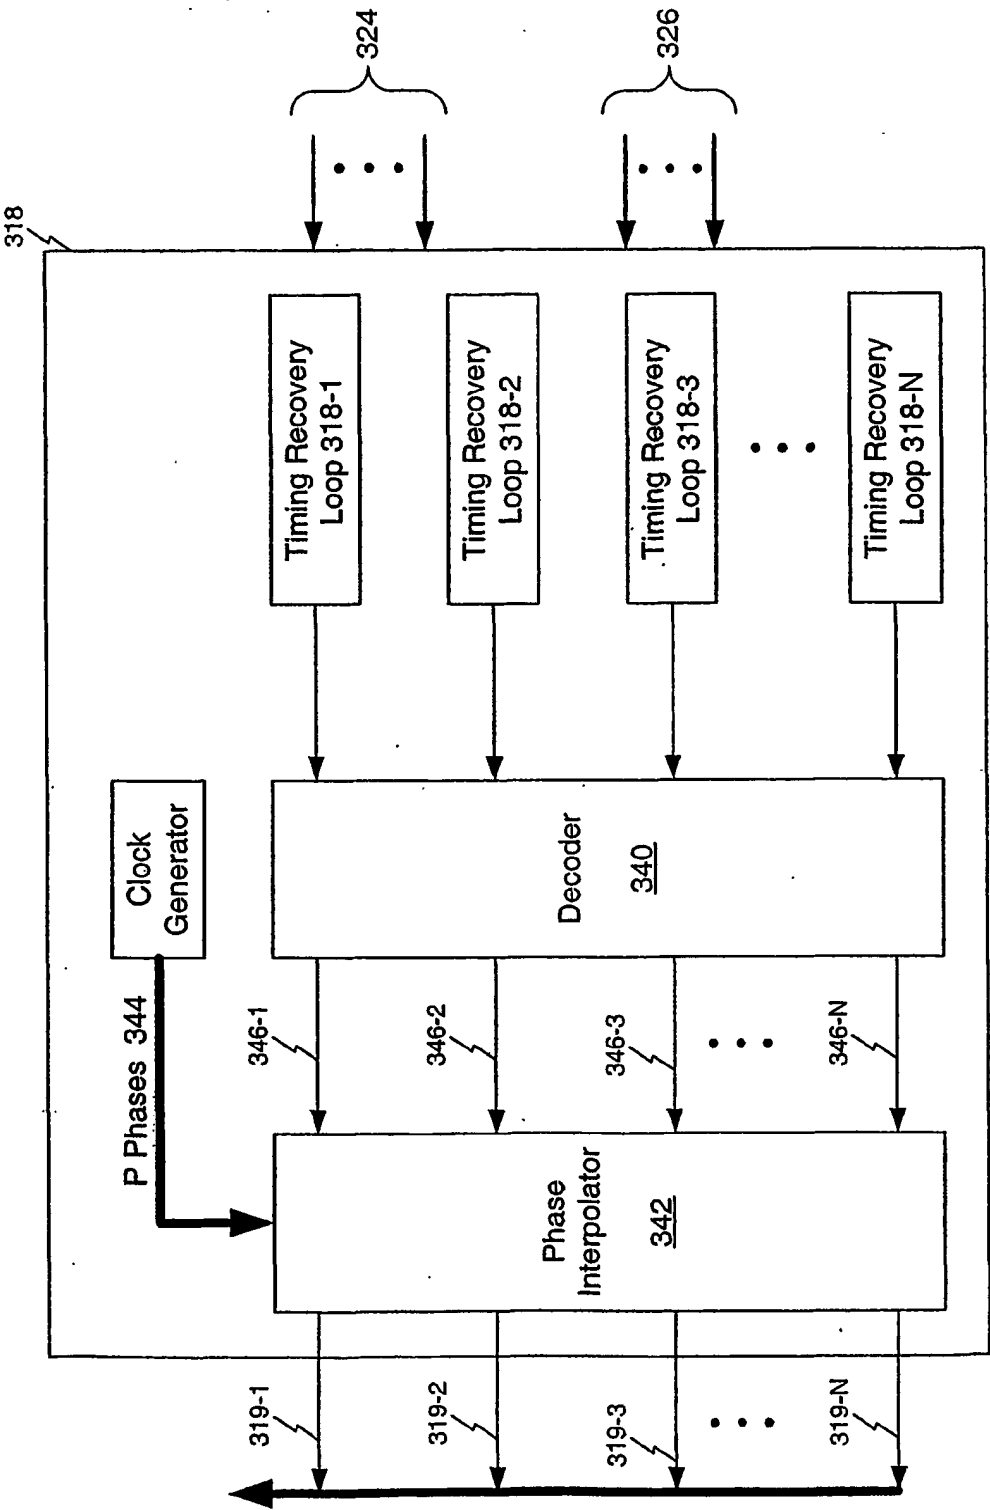 318
324
326
Timing Recovery
Loop 318-1
Timing Recovery
Loop 318-2
Timing Recovery
Loop 318-3
Timing Recovery
Loop 318-N
Clock
Generator
Decoder
340
P Phases 344
346-1
346-2
346-3
346-N
Phase
Interpolator
342
319-1
319-2
319-3
319-N